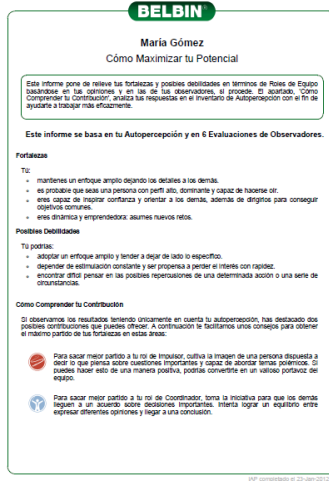 BELBIN®
María Gómez
Cómo Maximizar tu Potencial
Este informe pone de relieve tus fortalezas y posibles debilidades en términos de Roles de Equipo
basándose en tus opiniones y en las de tus observadores, si procede. El apartado, 'Cómo
Comprender tu Contribución', analiza tus respuestas en el Inventario de Autopercepción con el fin de
ayudarte a trabajar más eficazmente.
Este informe se basa en tu Autopercepción y en 6 Evaluaciones de Observadores.
Fortalezas
Tú:
mantienes un enfoque amplio dejando los detalles a los demás.
es probable que seas una persona con perfil alto, dominante y capaz de hacerse oír.
eres capaz de inspirar confianza y orientar a los demás, además de dirigirlos para conseguir
objetivos comunes.
eres dinámica y emprendedora: asumes nuevos retos.
Posibles Debilidades
Tú podrías:
adoptar un enfoque amplio y tender a dejar de lado lo específico.
depender de estimulación constante y ser propensa a perder el interés con rapidez.
encontrar difícil pensar en las posibles repercusiones de una determinada acción o una serie de
circunstancias.
Cómo Comprender tu Contribución
Si observamos los resultados teniendo únicamente en cuenta tu autopercepción, has destacado dos
posibles contribuciones que puedes ofrecer. A continuación te facilitamos unos consejos para obtener
el máximo partido de tus fortalezas en estas áreas:
Para sacar mejor partido a tu rol de Impulsor, cultiva la imagen de una persona dispuesta a
decir lo que piensa sobre cuestiones importantes y capaz de abordar temas polémicos. Si
puedes hacer esto de una manera positiva, podrías convertirte en un valioso portavoz del
equipo.
Para sacar mejor partido a tu rol de Coordinador, toma la iniciativa para que los demás
lleguen a un acuerdo sobre decisiones importantes. Intenta lograr un equilibrio entre
expresar diferentes opiniones y llegar a una conclusión.
IAP completado el 23-Jan-2012